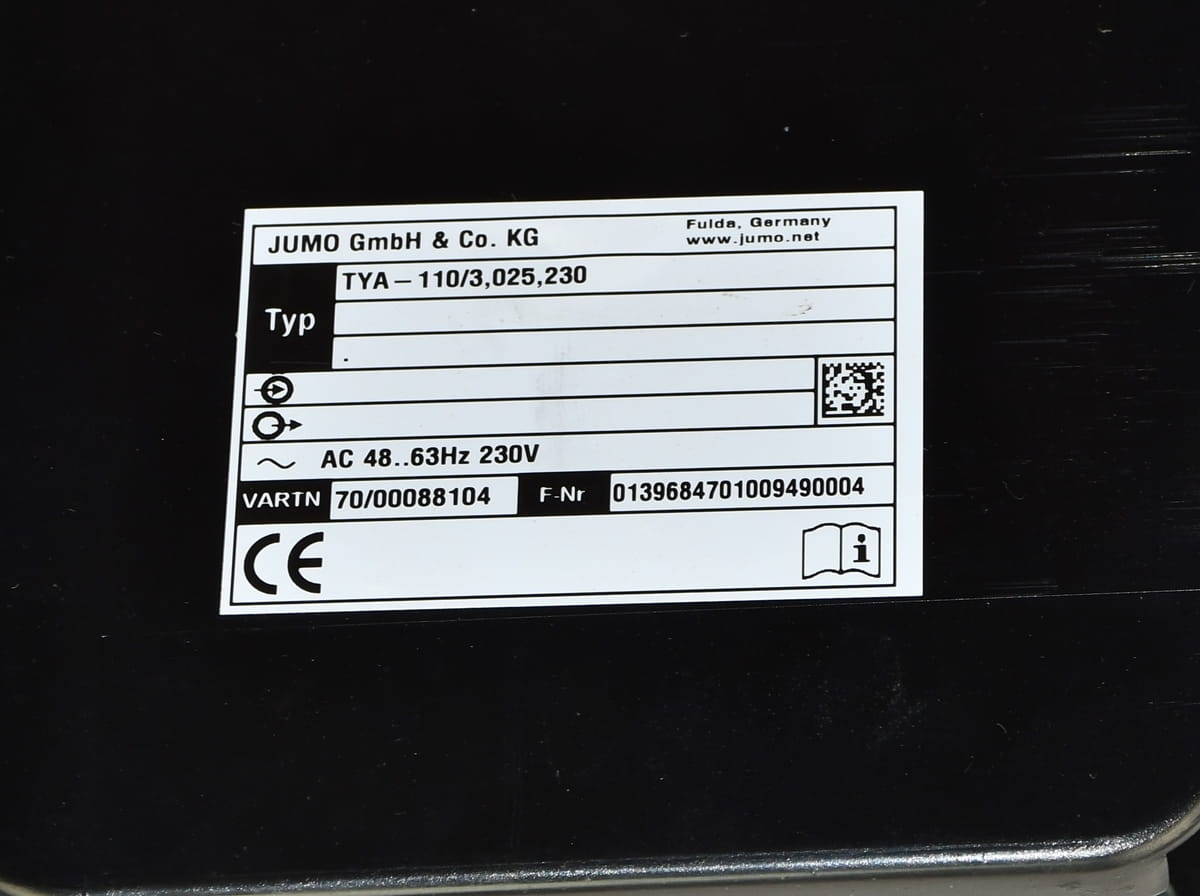 JUMO GmbH & Co. KG
Fulda, Germany
www.jumo.net
Typ
TYA – 110/3,025,230
.
AC 48..63Hz 230V
VARTN 70/00088104 F-Nr 0139684701009490004
CE
i